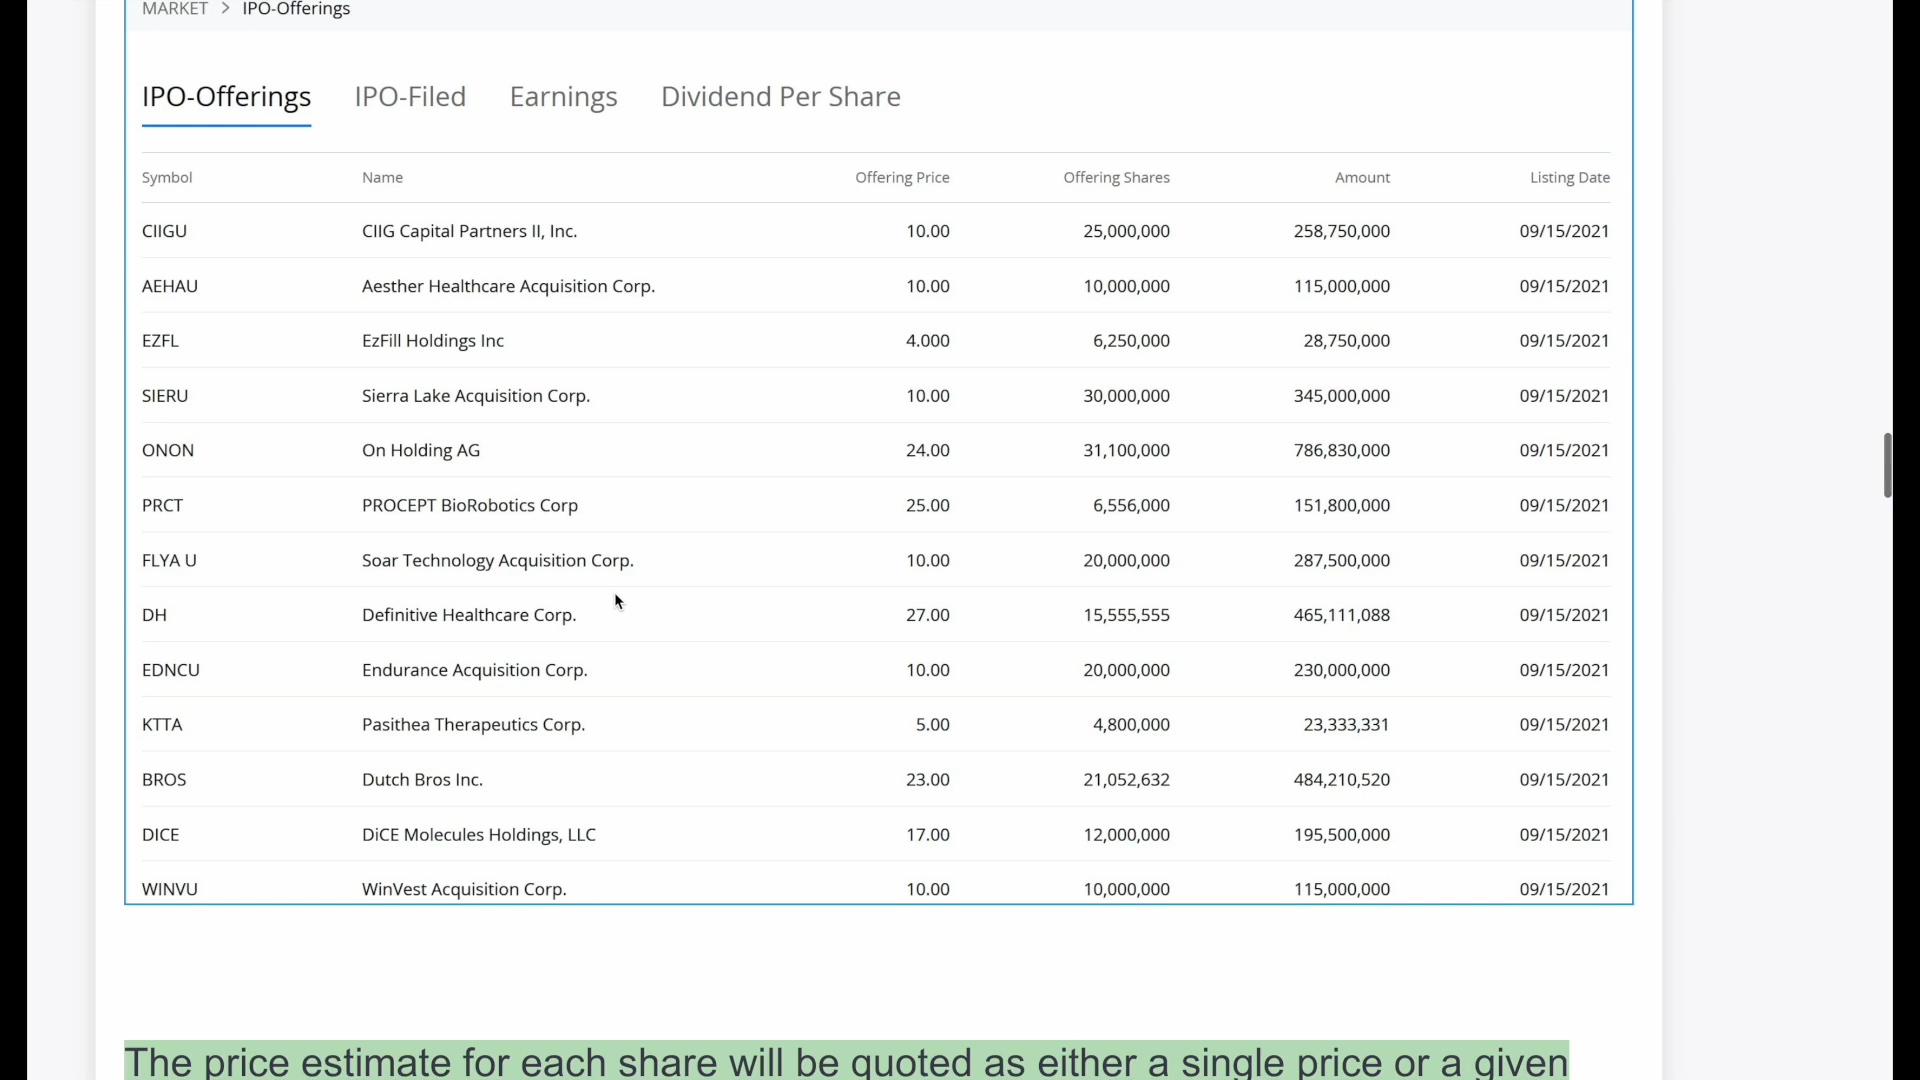 MARKET > IPO-Offerings
IPO-Offerings IPO-Filed Earnings Dividend Per Share
Symbol Name Offering Price Offering Shares Amount Listing Date
CIIGU CIIG Capital Partners II, Inc. 10.00 25,000,000 258,750,000 09/15/2021
AEHAU Aesther Healthcare Acquisition Corp. 10.00 10,000,000 115,000,000 09/15/2021
EZFL EzFill Holdings Inc 4.000 6,250,000 28,750,000 09/15/2021
SIERU Sierra Lake Acquisition Corp. 10.00 30,000,000 345,000,000 09/15/2021
ONON On Holding AG 24.00 31,100,000 786,830,000 09/15/2021
PRCT PROCEPT BioRobotics Corp 25.00 6,556,000 151,800,000 09/15/2021
FLYA U Soar Technology Acquisition Corp. 10.00 20,000,000 287,500,000 09/15/2021
DH Definitive Healthcare Corp. 27.00 15,555,555 465,111,088 09/15/2021
EDNCU Endurance Acquisition Corp. 10.00 20,000,000 230,000,000 09/15/2021
KTTA Pasithea Therapeutics Corp. 5.00 4,800,000 23,333,331 09/15/2021
BROS Dutch Bros Inc. 23.00 21,052,632 484,210,520 09/15/2021
DICE DiCE Molecules Holdings, LLC 17.00 12,000,000 195,500,000 09/15/2021
WINVU WinVest Acquisition Corp. 10.00 10,000,000 115,000,000 09/15/2021
The price estimate for each share will be quoted as either a single price or a given